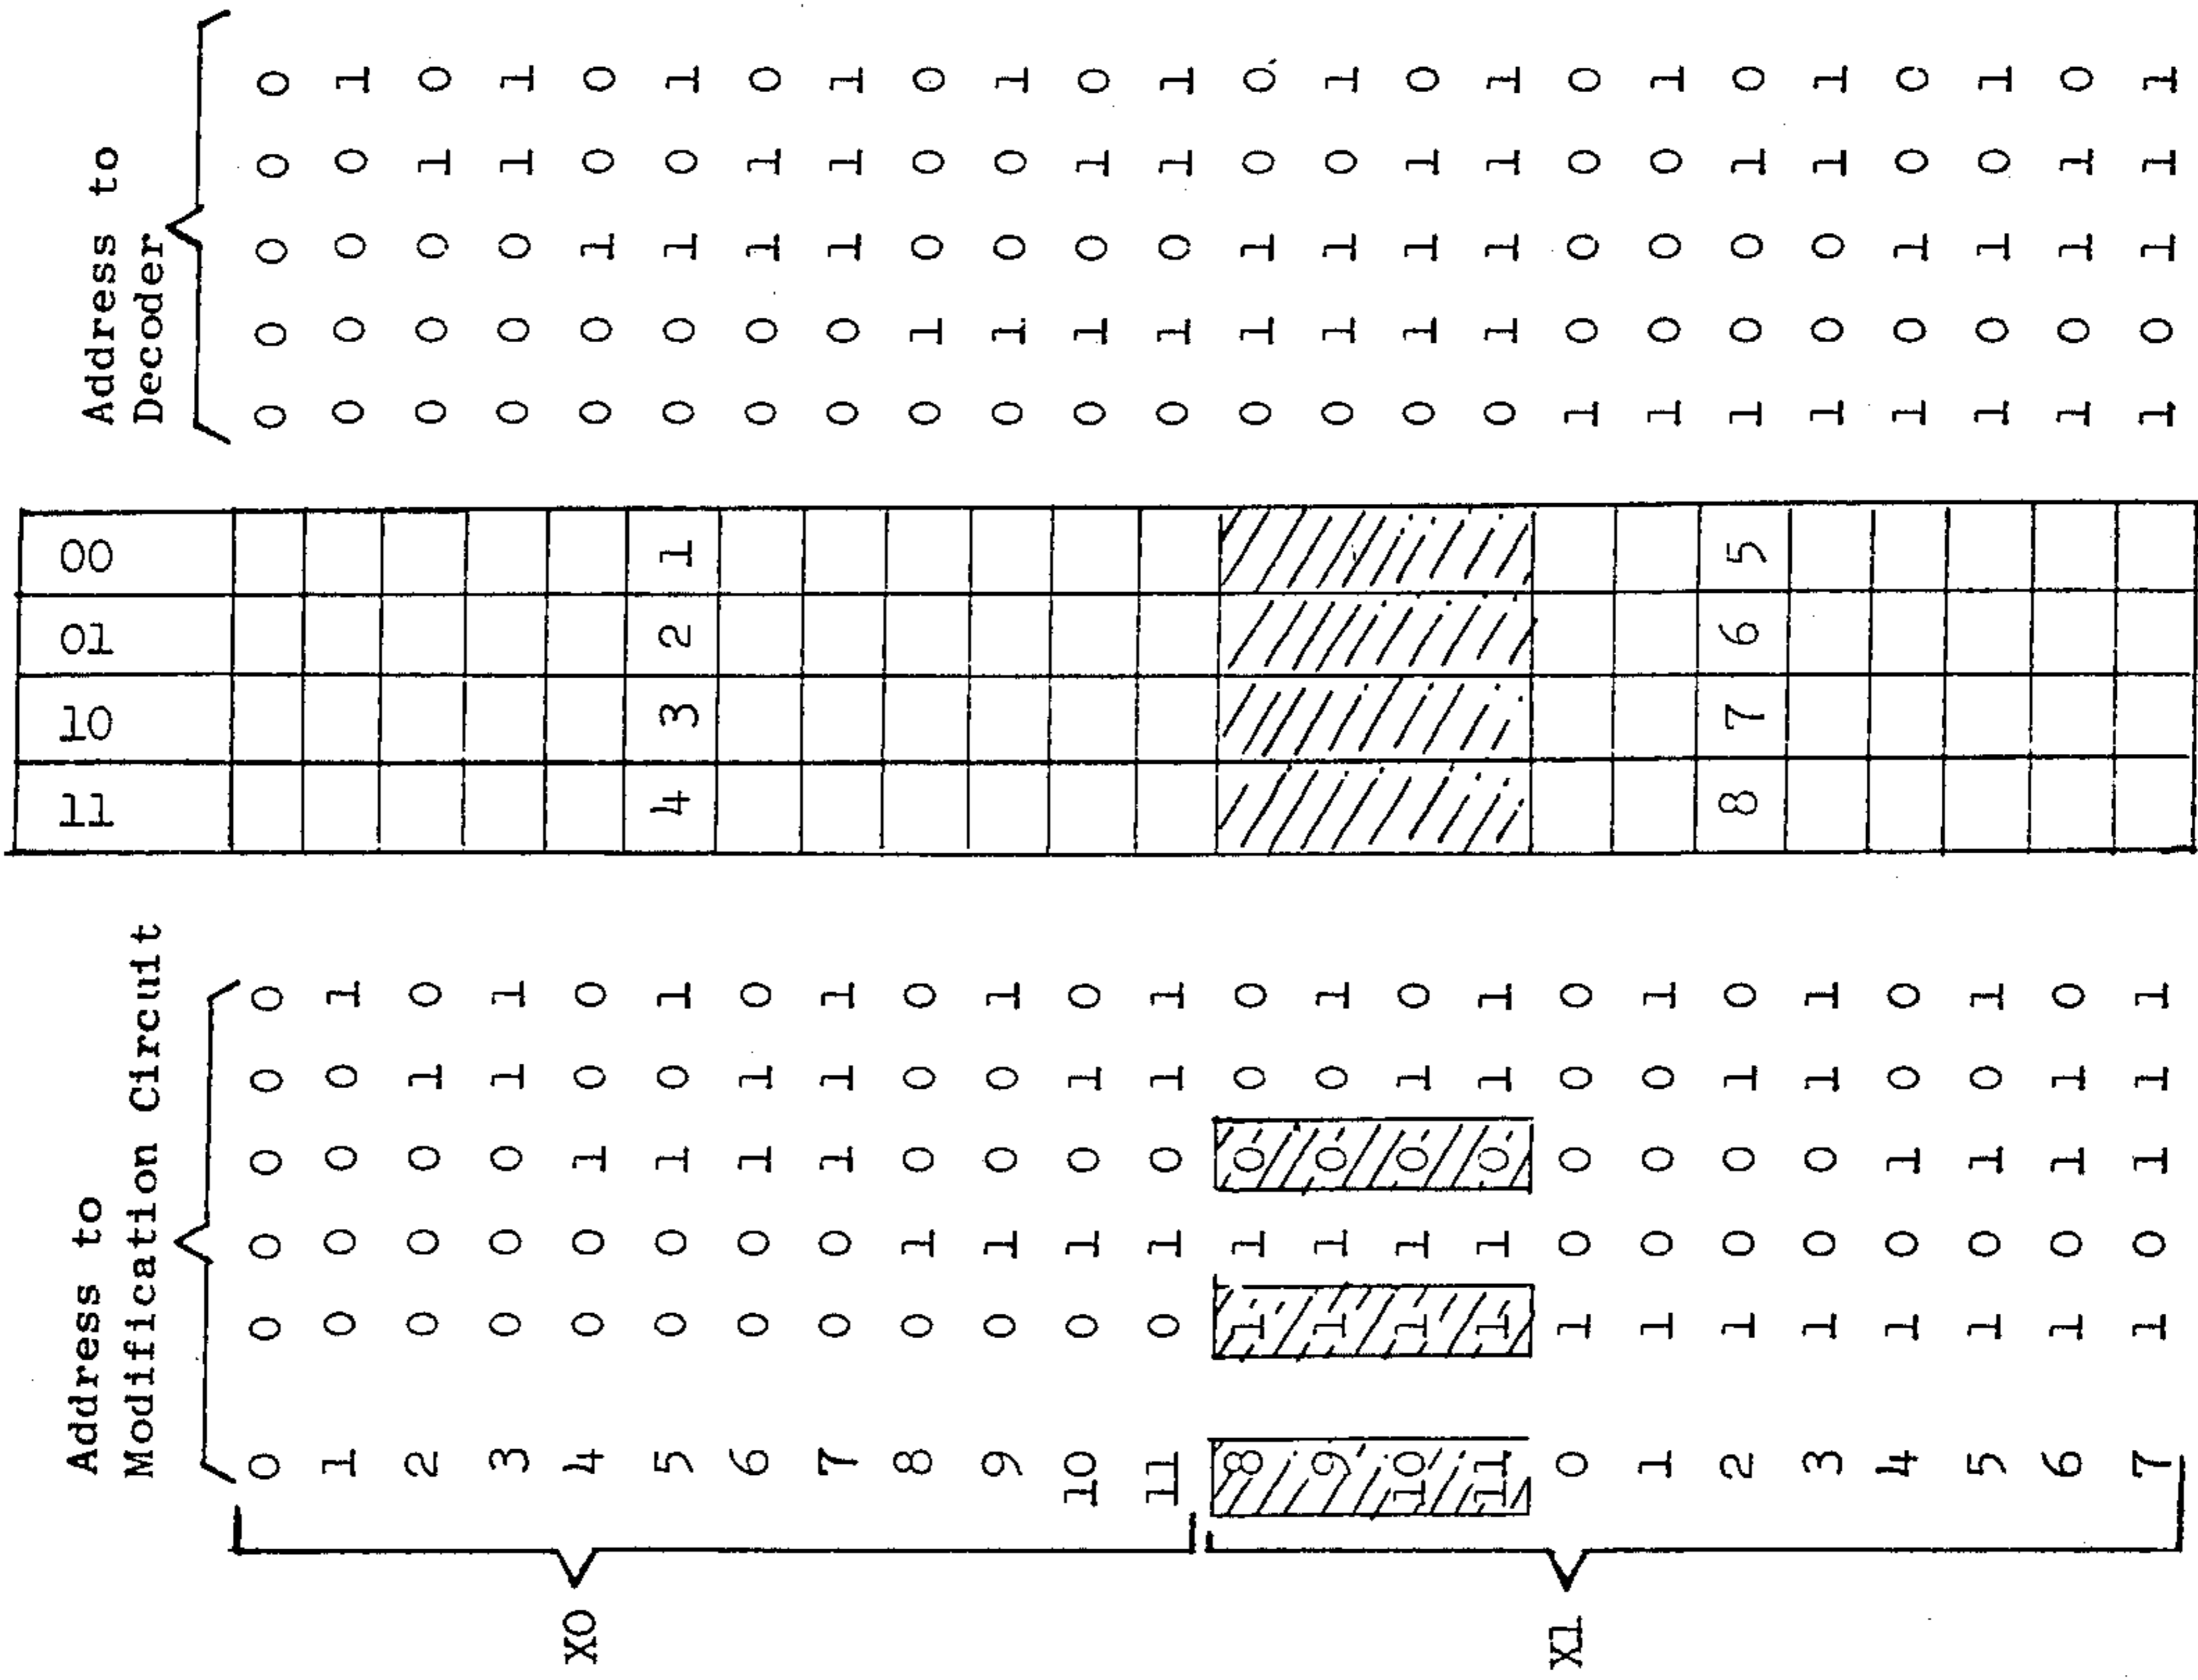 Address to
Modification Circuit
Address to
Decoder
11 10 01 00
0 0 0 0 0 0 0 0 0 0 0
1 0 0 0 0 1 0 0 0 0 1
2 0 0 0 1 0 0 0 0 1 0
3 0 0 0 1 1 0 0 0 1 1
XO 4 0 0 1 0 0 0 0 1 0 0
5 0 0 1 0 1 4 3 2 1 0 0 1 0 1
6 0 0 1 1 0 0 0 1 1 0
7 0 0 1 1 1 0 0 1 1 1
8 0 1 0 0 0 0 1 0 0 0
9 0 1 0 0 1 0 1 0 0 1
10 0 1 0 1 0 0 1 0 1 0
11 0 1 0 1 1 0 1 0 1 1
8 1 1 0 0 0 0 1 1 0 0
9 1 1 0 0 1 0 1 1 0 1
10 1 1 0 1 0 0 1 1 1 0
11 1 1 0 1 1 0 1 1 1 1
X1 0 1 0 0 0 0 1 0 0 0 0
1 1 0 0 0 1 1 0 0 0 1
2 1 0 0 1 0 8 7 6 5 1 0 0 1 0
3 1 0 0 1 1 1 0 0 1 1
4 1 0 1 0 0 1 0 1 0 0
5 1 0 1 0 1 1 0 1 0 1
6 1 0 1 1 0 1 0 1 1 0
7 1 0 1 1 1 1 0 1 1 1